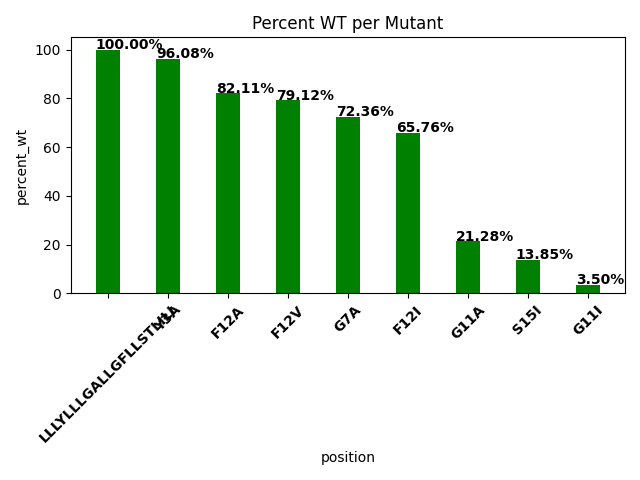 Percent WT per Mutant
percent_wt
100
80
60
40
20
0
100.00%
96.08%
82.11%
79.12%
72.36%
65.76%
21.28%
13.85%
3.50%
Y3A
F12A
F12V
G7A
F12I
G11A
S15I
G11I
position